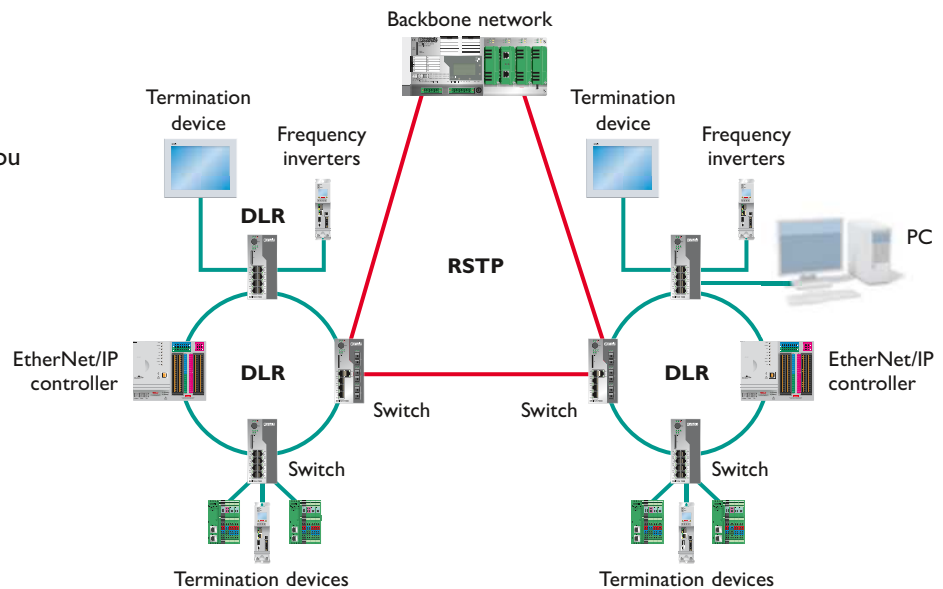 Backbone network
Termination
device
Frequency
inverters
ou
DLR
RSTP
Termination
device
Frequency
inverters
PC
EtherNet/IP
controller
DLR
Switch
Switch
Termination devices
Switch
DLR
EtherNet/IP
controller
Switch
Termination devices